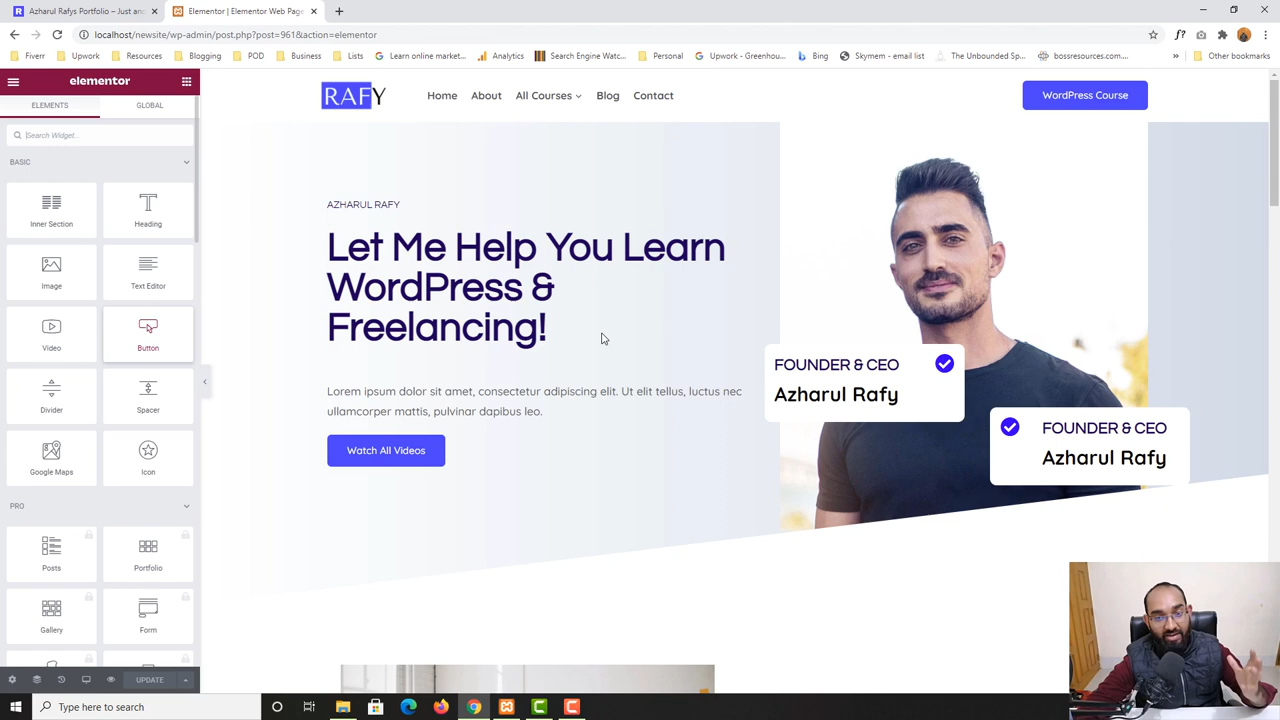 Azharul Rafys Portfolio – Just an
Elementor | Elementor Web Page
localhost/newsite/wp-admin/post.php?post=961&action=elementor
Fiverr
Upwork
Resources
Blogging
POD
Business
Lists
Learn online market...
Analytics
Search Engine Watc...
Personal
Upwork - Greenhou...
Bing
Skymem - email list
The Unbounded Sp...
bossresources.com...
Other bookmarks
elementor
ELEMENTS
GLOBAL
Search Widget...
BASIC
Inner Section
Heading
Image
Text Editor
Video
Button
Divider
Spacer
Google Maps
Icon
PRO
Posts
Portfolio
Gallery
Form
UPDATE
RAFY
Home
About
All Courses
Blog
Contact
WordPress Course
AZHARUL RAFY
Let Me Help You Learn
WordPress &
Freelancing!
Lorem ipsum dolor sit amet, consectetur adipiscing elit. Ut elit tellus, luctus nec
ullamcorper mattis, pulvinar dapibus leo.
Watch All Videos
FOUNDER & CEO
Azharul Rafy
FOUNDER & CEO
Azharul Rafy
Type here to search